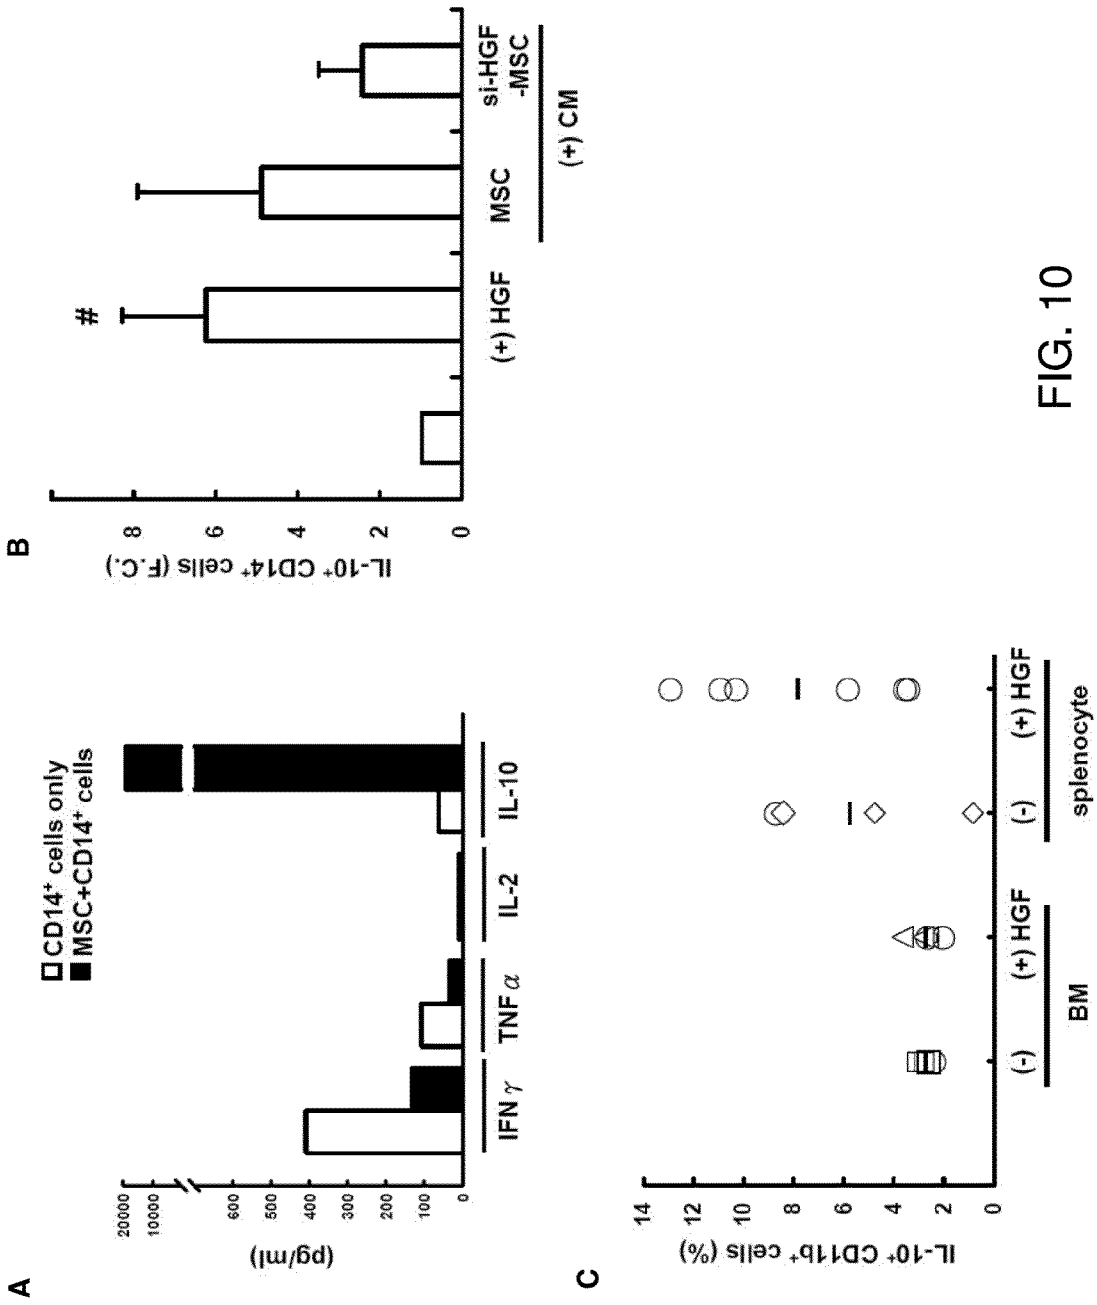 A
□CD14⁺ cells only
■MSC+CD14⁺ cells
(pg/ml)
20000
10000
600
500
400
300
200
100
0
IFN γ
TNF α
IL-2
IL-10
B
#
IL-10⁺ CD14⁺ cells (F.C.)
8
6
4
2
0
(+) HGF
MSC
si-HGF
-MSC
(+) CM
C
IL-10⁺ CD11b⁺ cells (%)
14
12
10
8
6
4
2
0
(-)
(+) HGF
(-)
(+) HGF
BM
splenocyte
FIG. 10